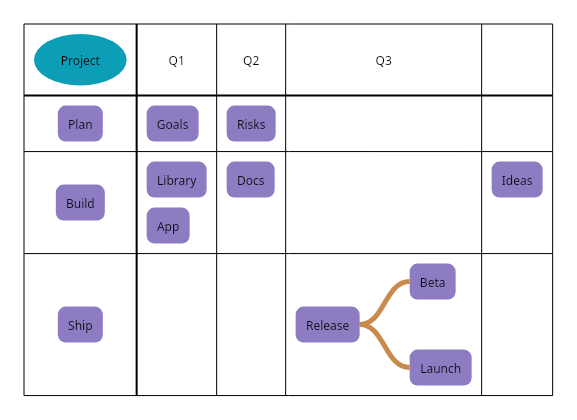 Project
Q1
Q2
Q3
Plan
Goals
Risks
Build
Library
App
Docs
Ideas
Ship
Release
Beta
Launch